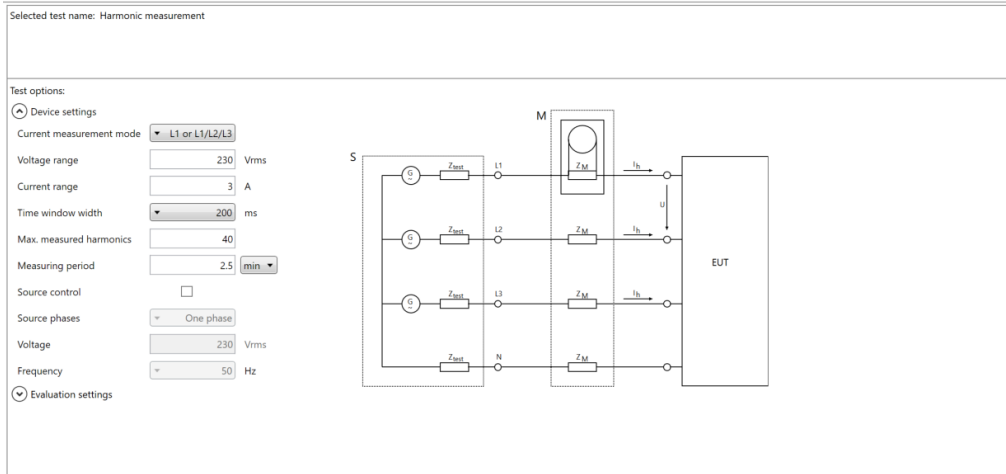 Selected test name: Harmonic measurement
Test options:
Device settings
Current measurement mode L1 or L1/L2/L3
Voltage range 230 Vrms
Current range 3 A
Time window width 200 ms
Max. measured harmonics 40
Measuring period 2.5 min
Source control
Source phases One phase
Voltage 230 Vrms
Frequency 50 Hz
Evaluation settings
M
S
G Ztest L1 ZM Ih
U
G Ztest L2 ZM Ih
EUT
G Ztest L3 ZM Ih
Ztest N ZM